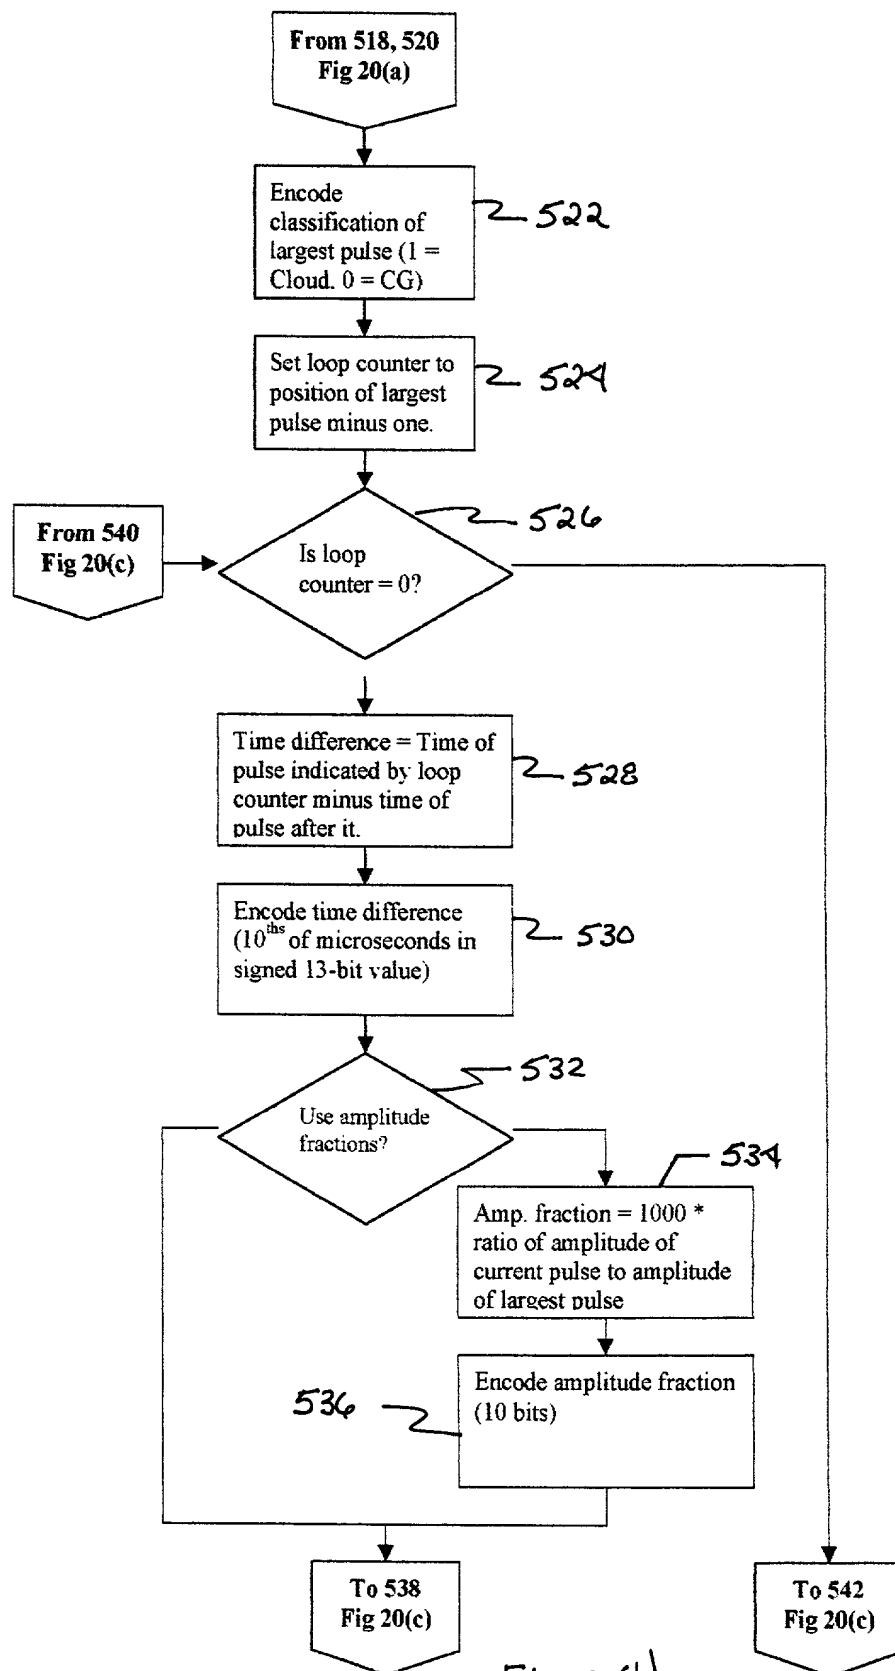 From 518, 520
Fig 20(a)
Encode
classification of
largest pulse (1 =
Cloud. 0 = CG)
522
Set loop counter to
position of largest
pulse minus one.
524
526
From 540
Fig 20(c)
Is loop
counter = 0?
Time difference = Time of
pulse indicated by loop
counter minus time of
pulse after it.
528
Encode time difference
(10ths of microseconds in
signed 13-bit value)
530
532
Use amplitude
fractions?
534
Amp. fraction = 1000 *
ratio of amplitude of
current pulse to amplitude
of largest pulse
536
Encode amplitude fraction
(10 bits)
To 538
Fig 20(c)
To 542
Fig 20(c)